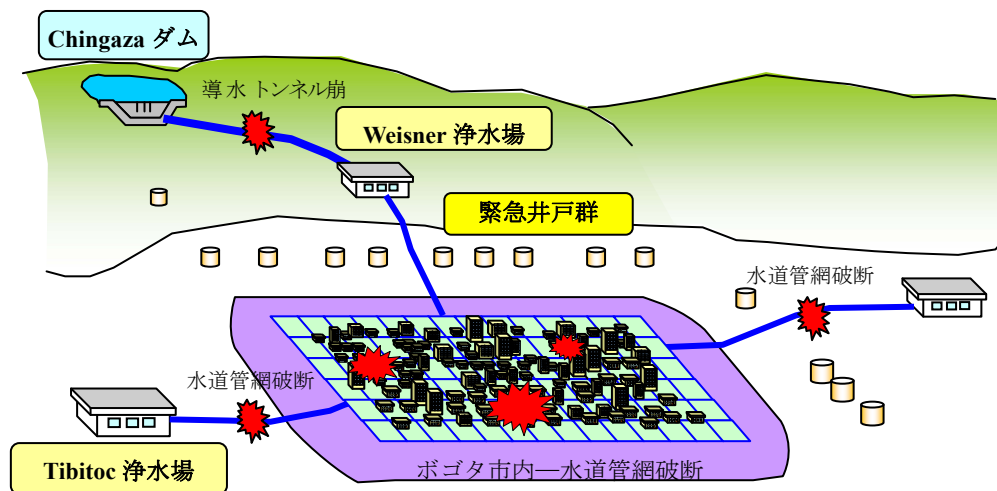 Chingaza ダム
導水トンネル崩
Weisner 浄水場
緊急井戸群
水道管網破断
水道管網破断
Tibitoc 浄水場
ボゴタ市内―水道管網破断